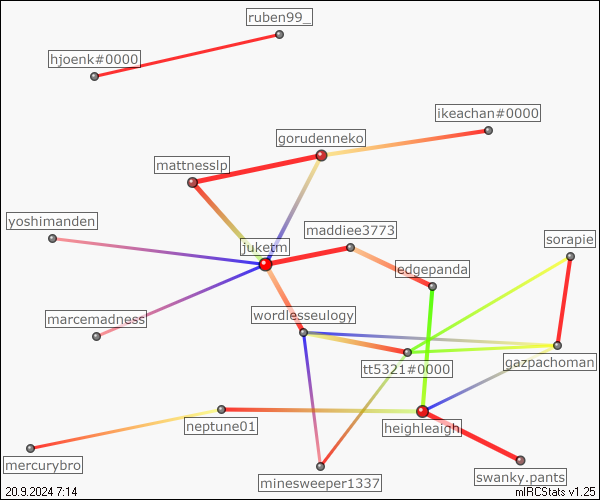 ruben99_
hjoenk#0000
ikeachan#0000
gorudenneko
mattnesslp
yoshimanden
maddiee3773
sorapie
juketm
edgepanda
marcemadness
wordlesseulogy
tt5321#0000
gazpachoman
neptune01
heighleaigh
mercurybro
minesweeper1337
swanky.pants
20.9.2024 7:14
mIRCStats v1.25